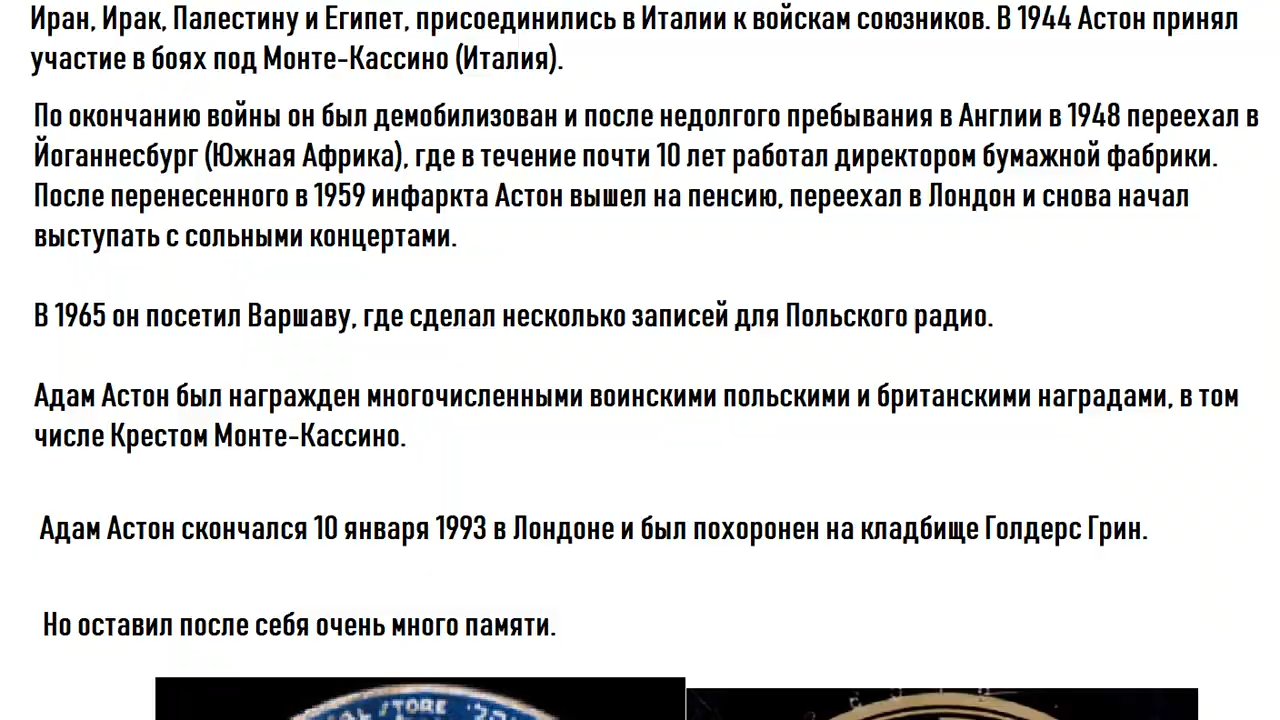 Иран, Ирак, Палестину и Египет, присоединились в Италии к войскам союзников. В 1944 Астон принял
участие в боях под Монте-Кассино (Италия).
По окончанию войны он был демобилизован и после недолгого пребывания в Англии в 1948 переехал в
Йоганнесбург (Южная Африка), где в течение почти 10 лет работал директором бумажной фабрики.
После перенесенного в 1959 инфаркта Астон вышел на пенсию, переехал в Лондон и снова начал
выступать с сольными концертами.
В 1965 он посетил Варшаву, где сделал несколько записей для Польского радио.
Адам Астон был награжден многочисленными воинскими польскими и британскими наградами, в том
числе Крестом Монте-Кассино.
Адам Астон скончался 10 января 1993 в Лондоне и был похоронен на кладбище Голдерс Грин.
Но оставил после себя очень много памяти.